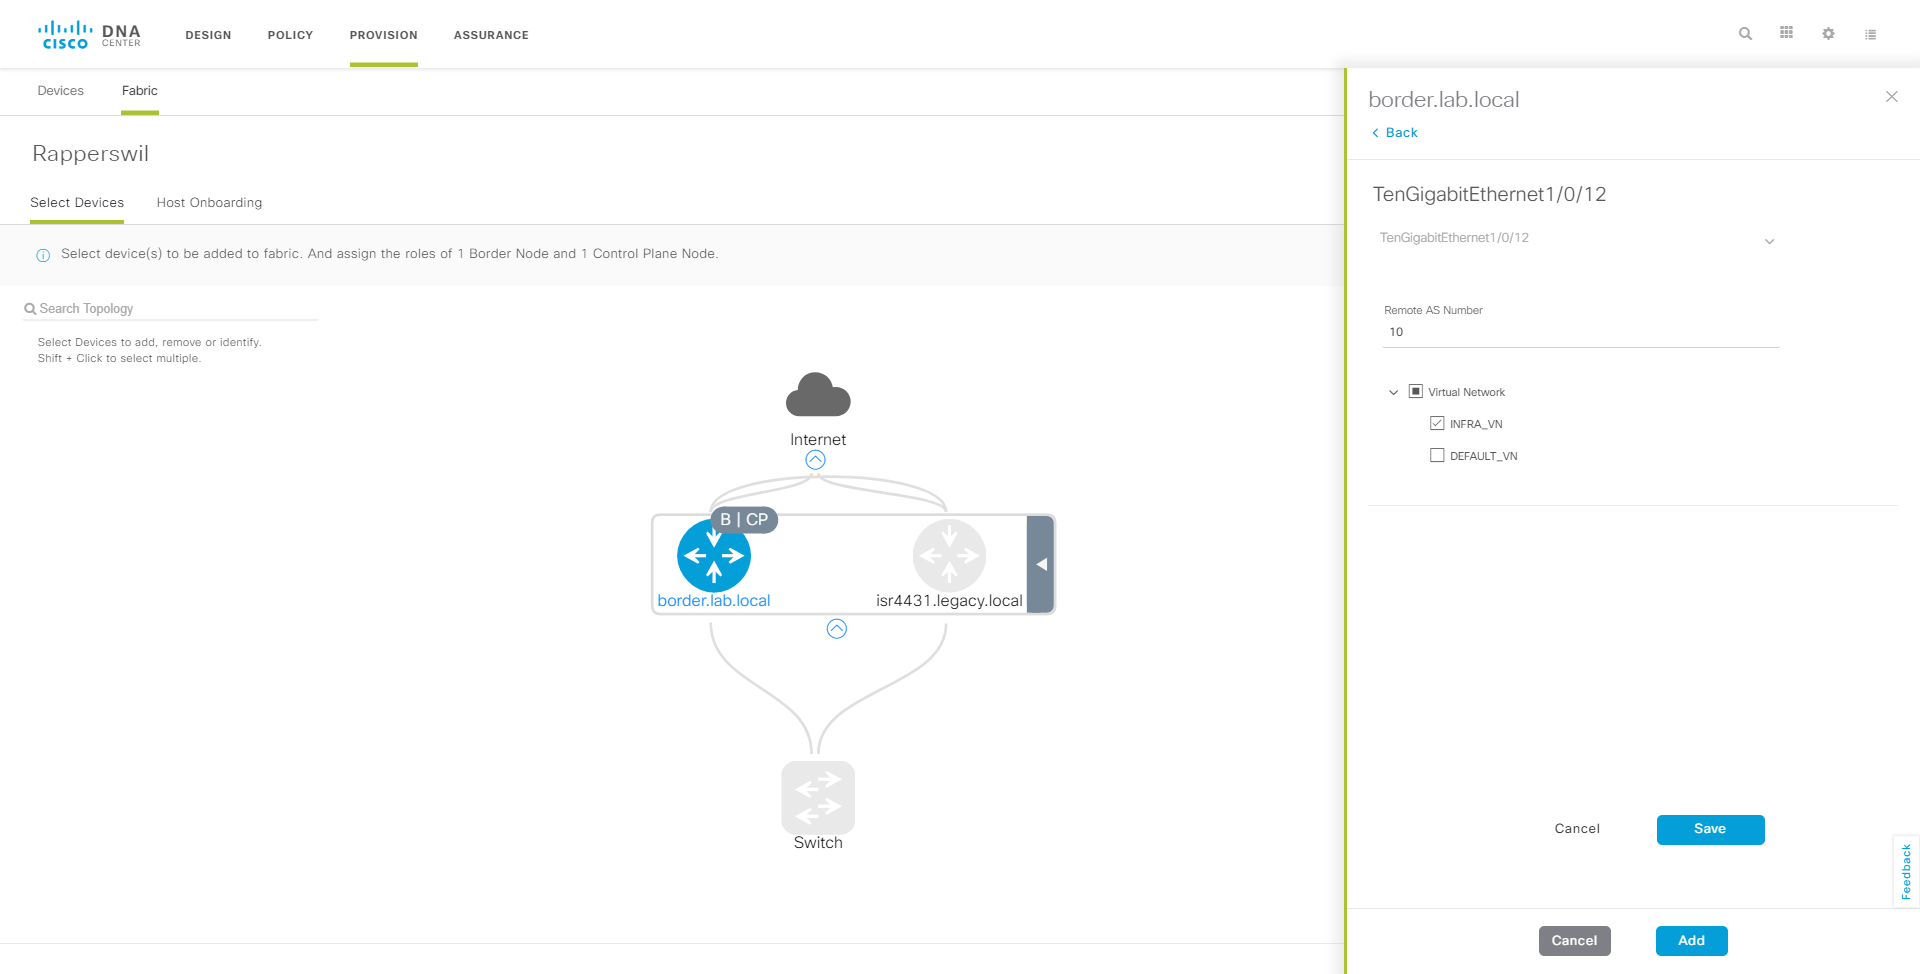 CISCO DNA CENTER
DESIGN POLICY PROVISION ASSURANCE
Devices Fabric
Rapperswil
Select Devices Host Onboarding
Select device(s) to be added to fabric. And assign the roles of 1 Border Node and 1 Control Plane Node.
Search Topology
Select Devices to add, remove or identify.
Shift + Click to select multiple.
Internet
B | CP
border.lab.local isr4431.legacy.local
Switch
border.lab.local
Back
TenGigabitEthernet1/0/12
TenGigabitEthernet1/0/12
Remote AS Number
10
Virtual Network
INFRA_VN
DEFAULT_VN
Cancel Save
Feedback
Cancel Add